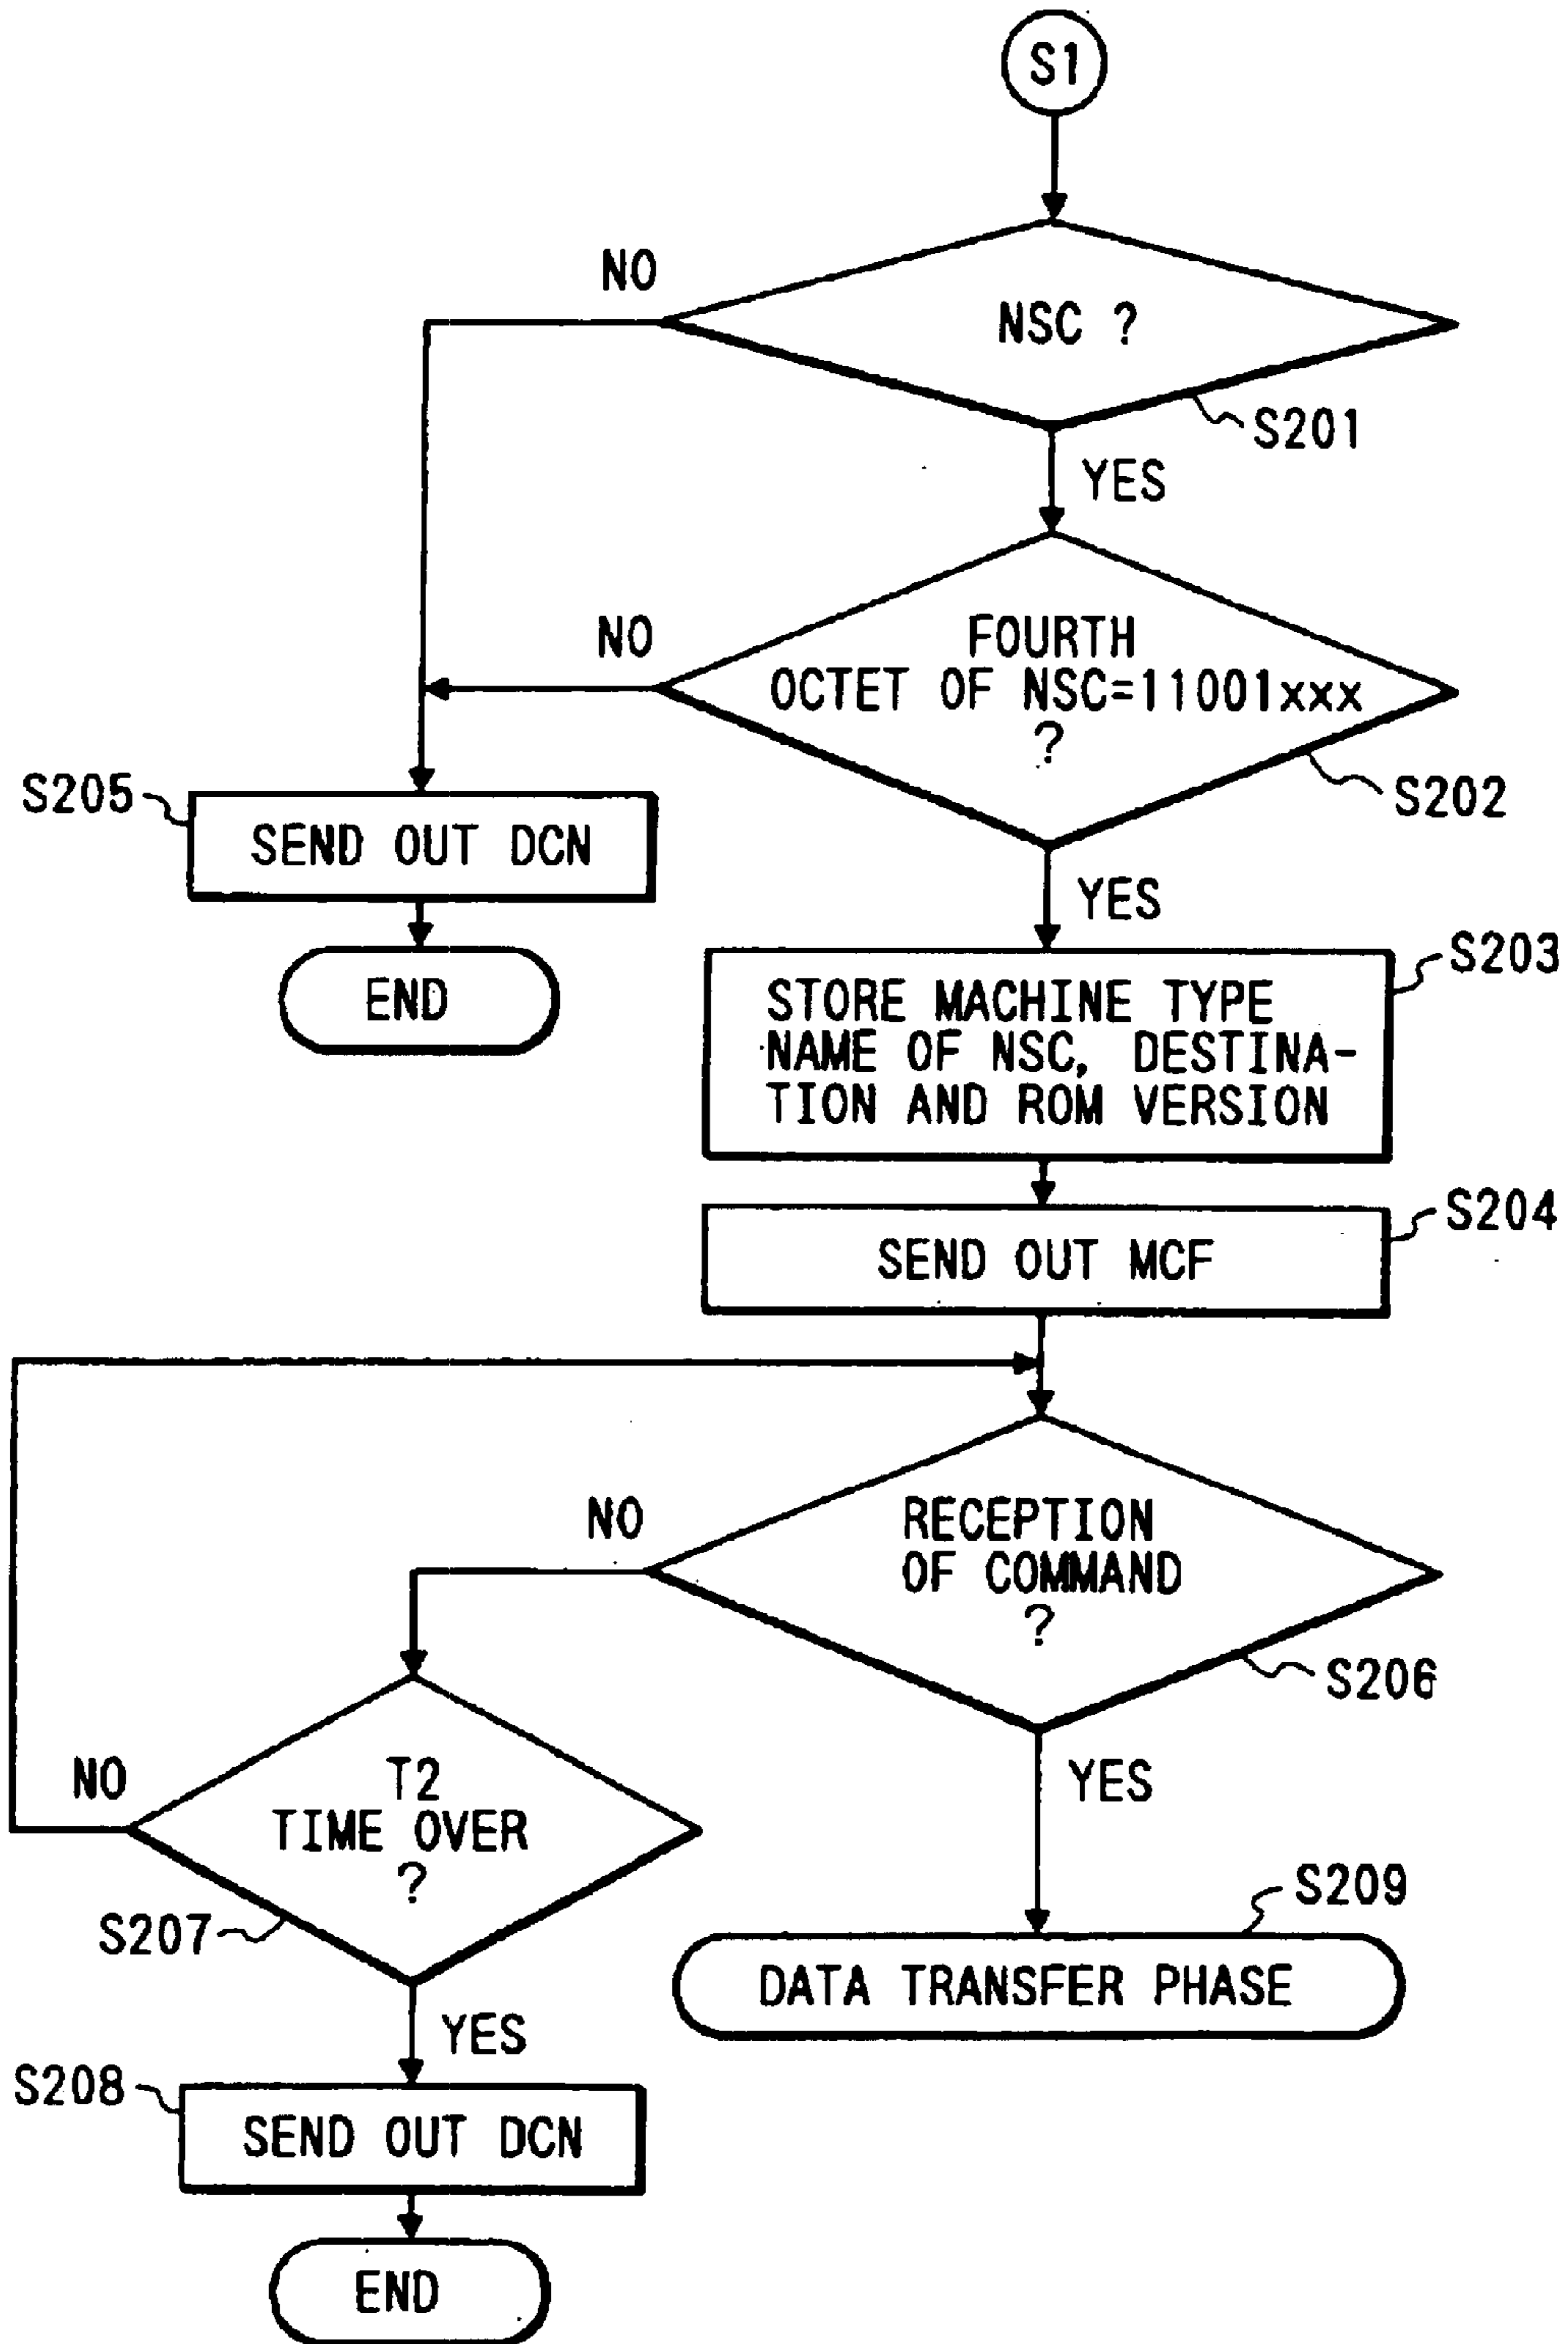 S1
NO
NSC ?
S201
YES
NO
FOURTH
OCTET OF NSC=11001xxx
?
S202
S205
SEND OUT DCN
YES
END
S203
STORE MACHINE TYPE
NAME OF NSC, DESTINA-
TION AND ROM VERSION
S204
SEND OUT MCF
NO
RECEPTION
OF COMMAND
?
S206
NO
T2
TIME OVER
?
YES
S207
S209
DATA TRANSFER PHASE
YES
S208
SEND OUT DCN
END